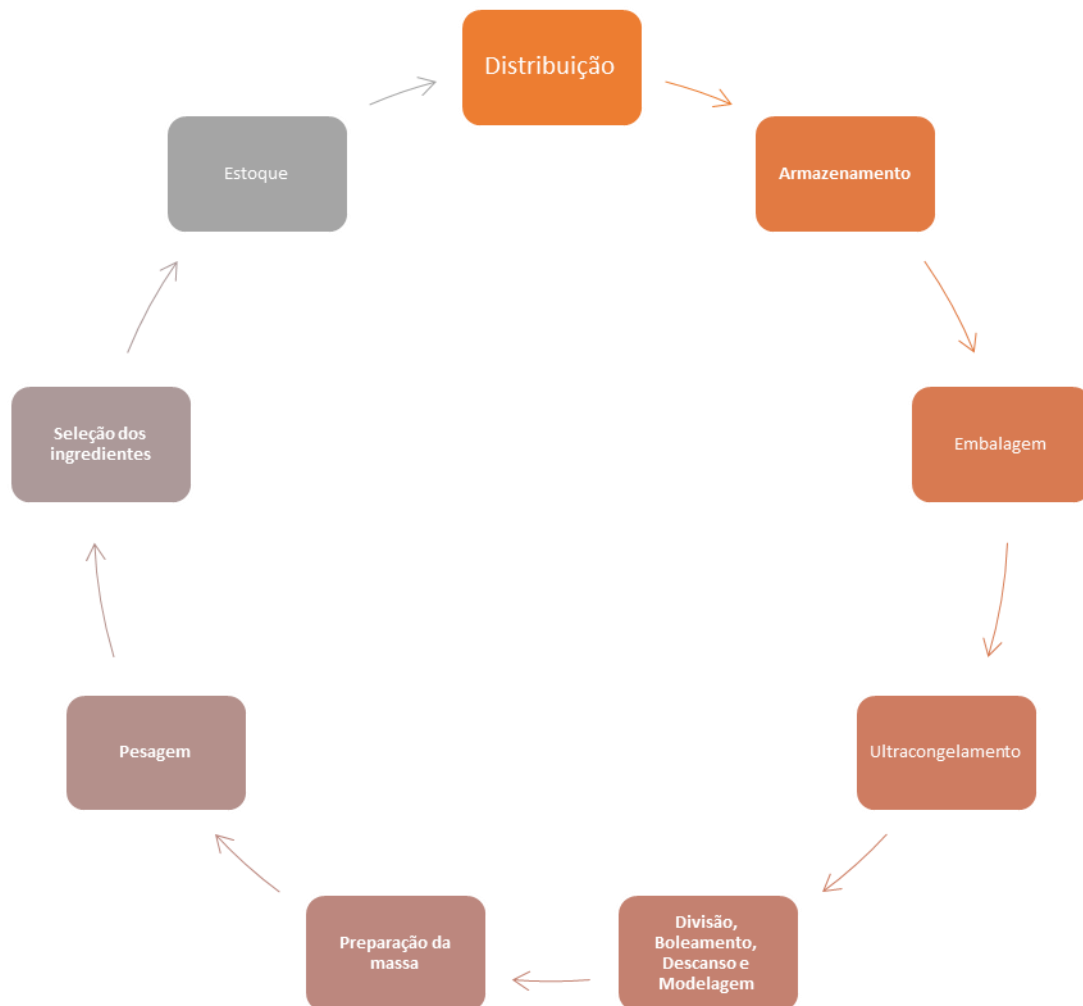 Distribuição
Armazenamento
Embalagem
Ultracongelamento
Divisão,
Boleamento,
Descanso e
Modelagem
Preparação da
massa
Pesagem
Seleção dos
ingredientes
Estoque